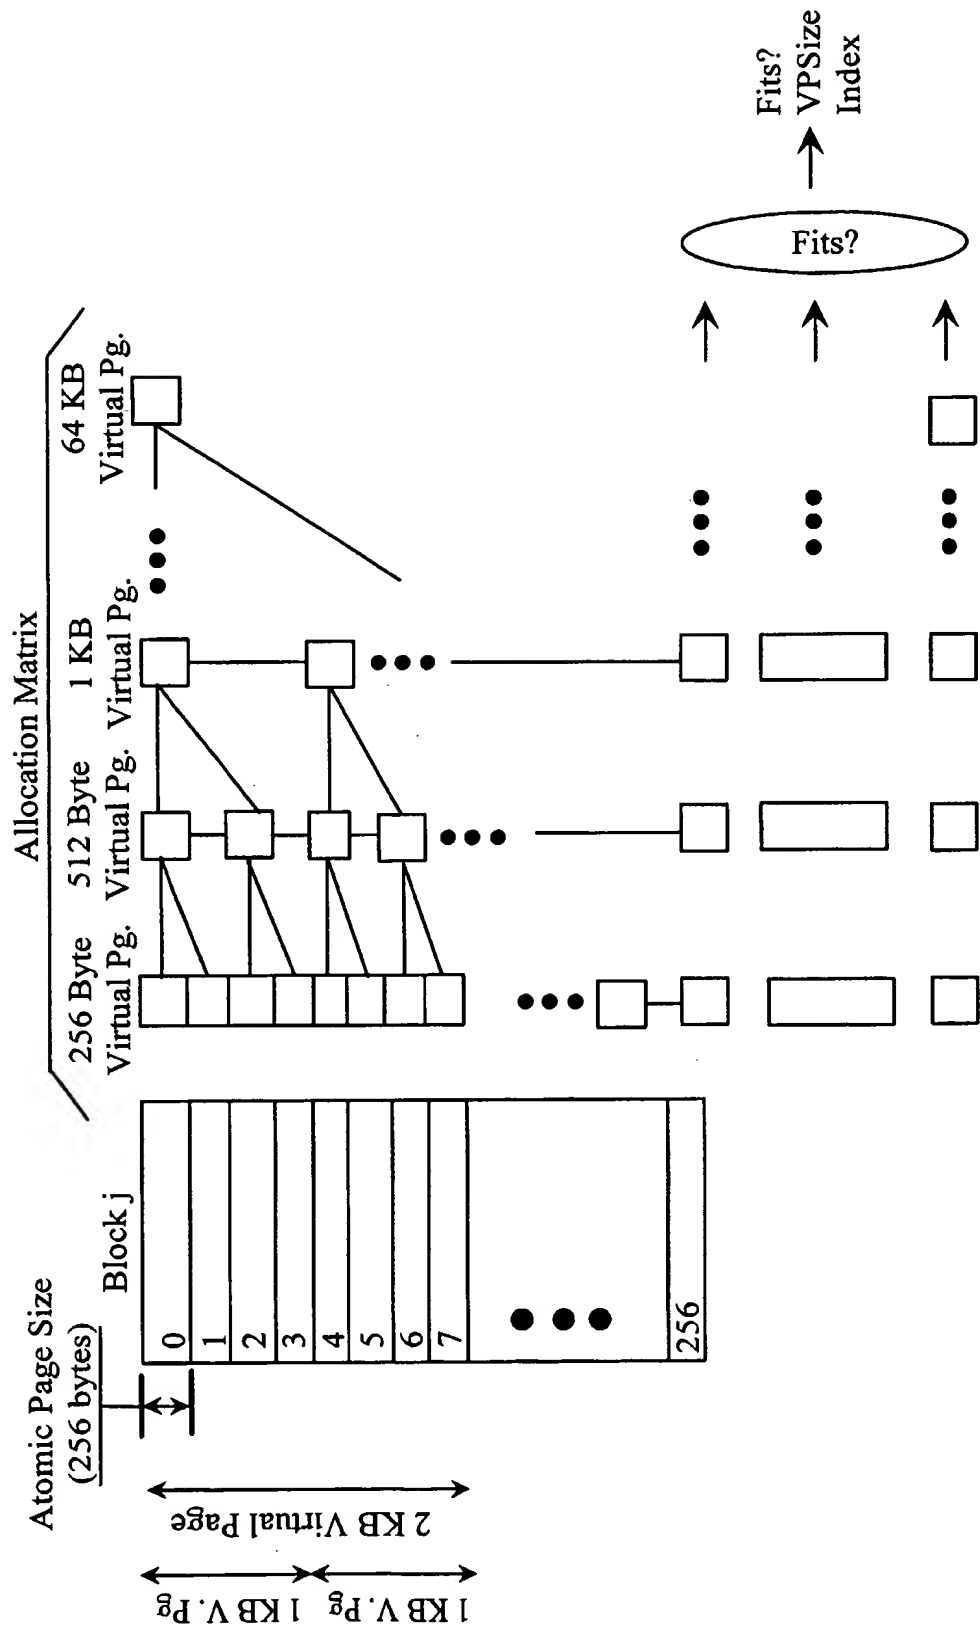 Allocation Matrix
Atomic Page Size
(256 bytes)
Block j
256 Byte
Virtual Pg.
512 Byte
Virtual Pg.
1 KB
Virtual Pg.
64 KB
Virtual Pg.
0
1
2
3
4
5
6
7
256
2 KB Virtual Page
1 KB V. Pg
1 KB V. Pg
Fits?
Fits?
VPSize
Index